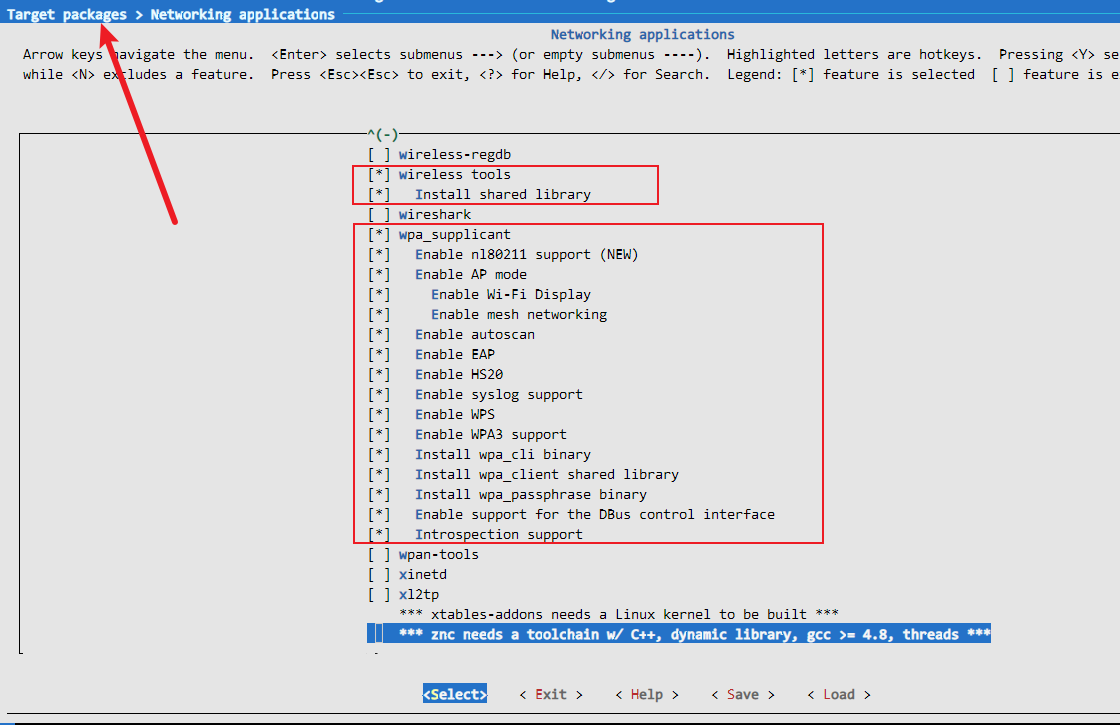 Target packages > Networking applications
Networking applications
Arrow keys navigate the menu. <Enter> selects submenus ---> (or empty submenus ----). Highlighted letters are hotkeys. Pressing <Y> se
while <N> excludes a feature. Press <Esc><Esc> to exit, <?> for Help, </> for Search. Legend: [*] feature is selected [ ] feature is e
^(-)
[ ] wireless-regdb
[*] wireless tools
[*] Install shared library
[ ] wireshark
[*] wpa_supplicant
[*] Enable nl80211 support (NEW)
[*] Enable AP mode
[*] Enable Wi-Fi Display
[*] Enable mesh networking
[*] Enable autoscan
[*] Enable EAP
[*] Enable HS20
[*] Enable syslog support
[*] Enable WPS
[*] Enable WPA3 support
[*] Install wpa_cli binary
[*] Install wpa_client shared library
[*] Install wpa_passphrase binary
[*] Enable support for the DBus control interface
[*] Introspection support
[ ] wpan-tools
[ ] xinetd
[ ] xl2tp
*** xtables-addons needs a Linux kernel to be built ***
*** znc needs a toolchain w/ C++, dynamic library, gcc >= 4.8, threads ***
<Select> < Exit > < Help > < Save > < Load >